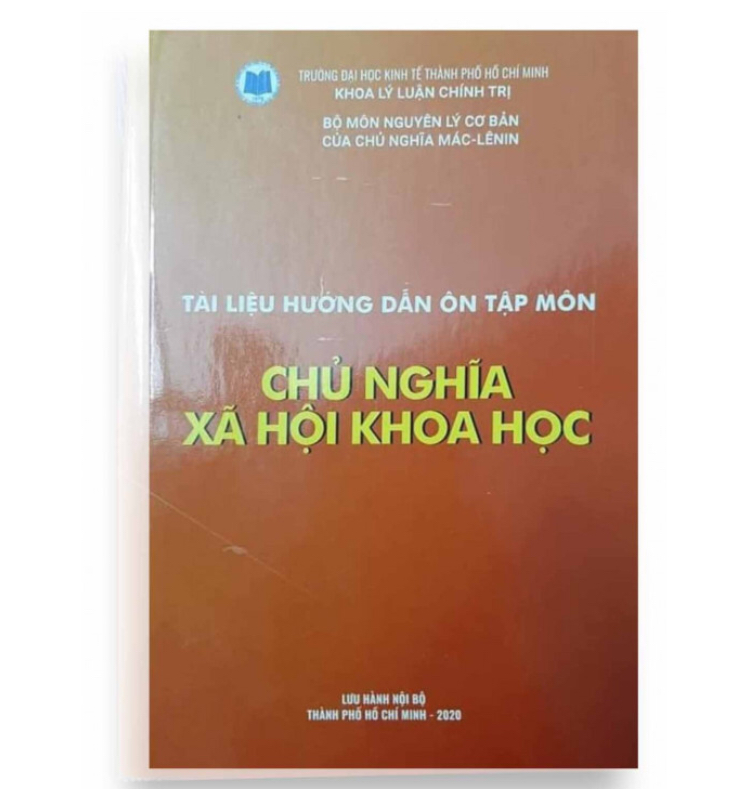 TRƯỜNG ĐẠI HỌC KINH TẾ THÀNH PHỐ HỒ CHÍ MINH
KHOA LÝ LUẬN CHÍNH TRỊ
BỘ MÔN NGUYÊN LÝ CƠ BẢN
CỦA CHỦ NGHĨA MÁC-LÊNIN
TÀI LIỆU HƯỚNG DẪN ÔN TẬP MÔN
CHỦ NGHĨA
XÃ HỘI KHOA HỌC
LƯU HÀNH NỘI BỘ
THÀNH PHỐ HỒ CHÍ MINH - 2020